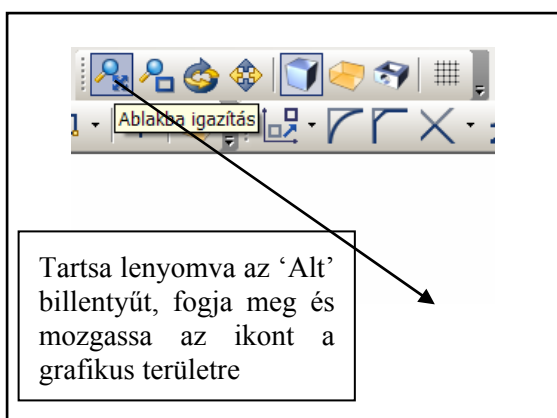 Ablakba igazítás
Tartsa lenyomva az ‘Alt’
billentyűt, fogja meg és
mozgassa az ikont a
grafikus területre